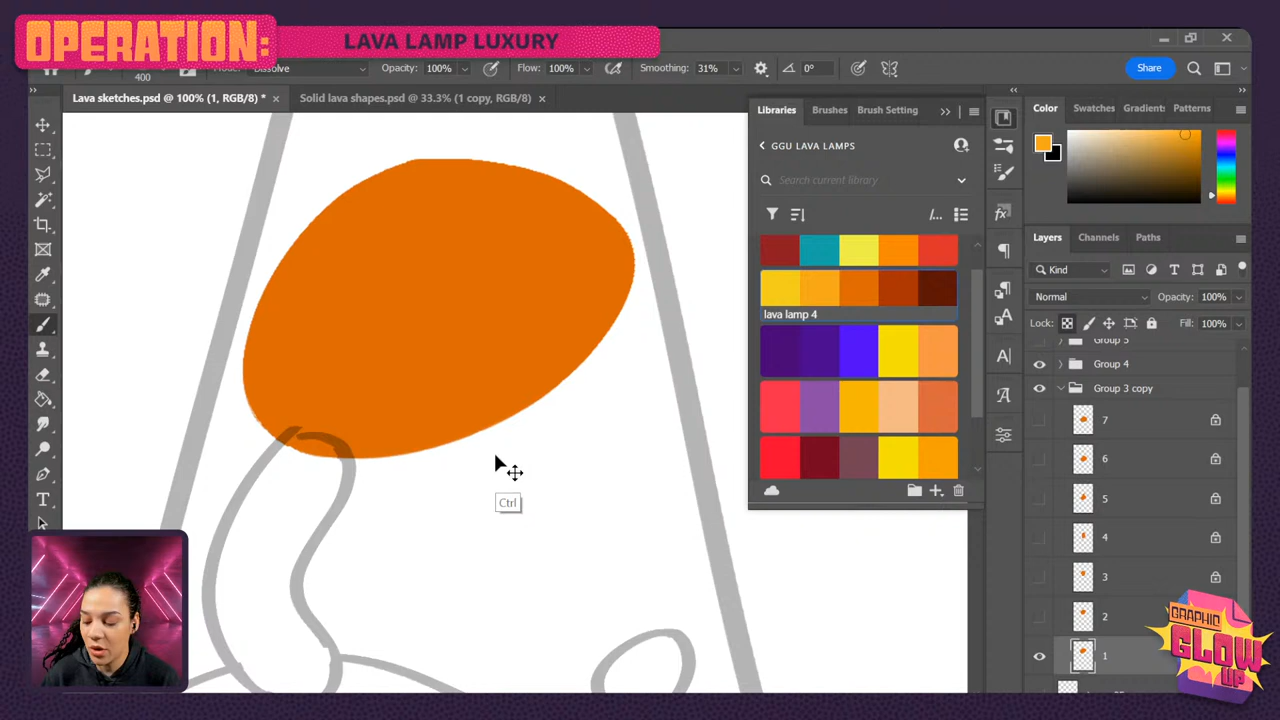 OPERATION:
LAVA LAMP LUXURY
400
Dissolve
Opacity: 100%
Flow: 100%
Smoothing: 31%
0°
Share
Lava sketches.psd @ 100% (1, RGB/8) *
Solid lava shapes.psd @ 33.3% (1 copy, RGB/8)
Libraries
Brushes
Brush Setting
Color
Swatches
Gradient:
Patterns
GGU LAVA LAMPS
Search current library
lava lamp 4
Layers
Channels
Paths
Kind
Normal
Opacity: 100%
Lock:
Fill: 100%
Group 5
Group 4
Group 3 copy
7
6
5
4
3
2
1
Ctrl
GRAPHIC
GLOW
UP